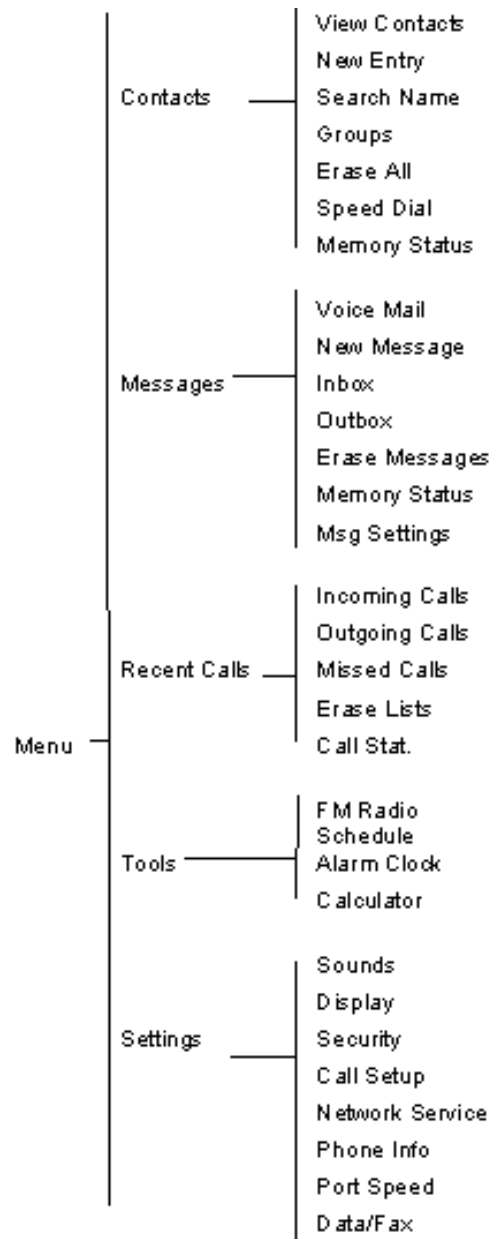 View Contacts
New Entry
Contacts
Search Name
Groups
Erase All
Speed Dial
Memory Status
Voice Mail
New Message
Messages
Inbox
Outbox
Erase Messages
Memory Status
Msg Settings
Incoming Calls
Outgoing Calls
Recent Calls
Missed Calls
Erase Lists
Menu
Call Stat.
FM Radio
Schedule
Tools
Alarm Clock
Calculator
Sounds
Display
Settings
Security
Call Setup
Network Service
Phone Info
Port Speed
Data/Fax